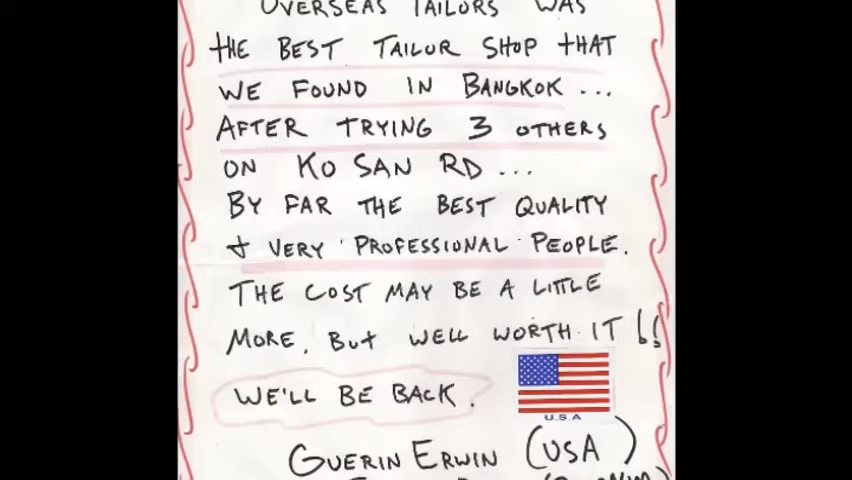 OVERSEAS TAILORS WAS
THE BEST TAILOR SHOP THAT
WE FOUND IN BANGKOK...
AFTER TRYING 3 OTHERS
ON KO SAN RD...
BY FAR THE BEST QUALITY
+ VERY PROFESSIONAL PEOPLE.
THE COST MAY BE A LITTLE
MORE, BUT WELL WORTH IT !!
WE'LL BE BACK.
U.S.A
GUERIN ERWIN (USA)